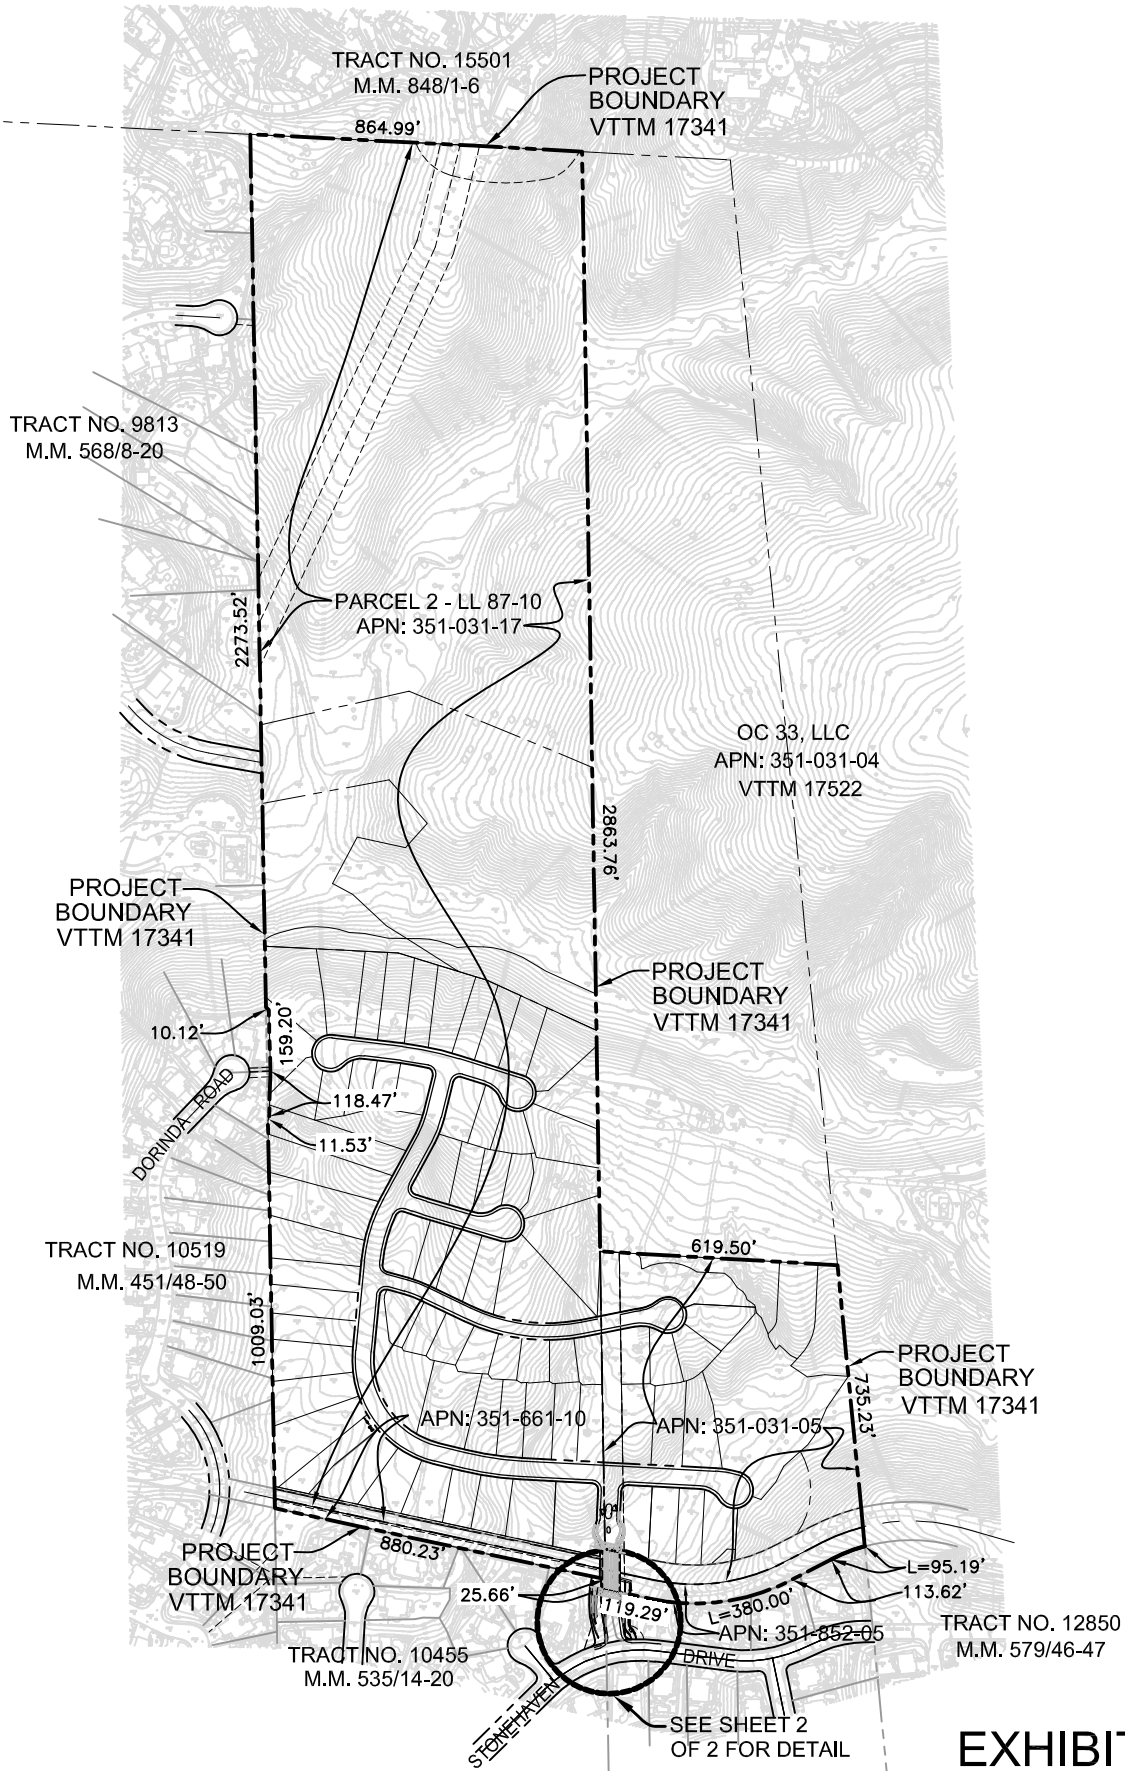 TRACT NO. 15501
M.M. 848/1-6
PROJECT
BOUNDARY
VTTM 17341
864.99'
TRACT NO. 9813
M.M. 568/8-20
2273.52'
PARCEL 2 - LL 87-10
APN: 351-031-17
OC 33, LLC
APN: 351-031-04
VTTM 17522
2863.76'
PROJECT
BOUNDARY
VTTM 17341
PROJECT
BOUNDARY
VTTM 17341
10.12'
159.20'
DORINDA ROAD
118.47'
11.53'
TRACT NO. 10519
M.M. 451/48-50
1009.03'
619.50'
PROJECT
BOUNDARY
VTTM 17341
735.23'
APN: 351-661-10
APN: 351-031-05
PROJECT
BOUNDARY
VTTM 17341
880.23'
25.66'
119.29'
L=380.00'
L=95.19'
113.62'
APN: 351-852-05
TRACT NO. 12850
M.M. 579/46-47
TRACT NO. 10455
M.M. 535/14-20
STONEHAVEN
DRIVE
SEE SHEET 2
OF 2 FOR DETAIL
EXHIBIT